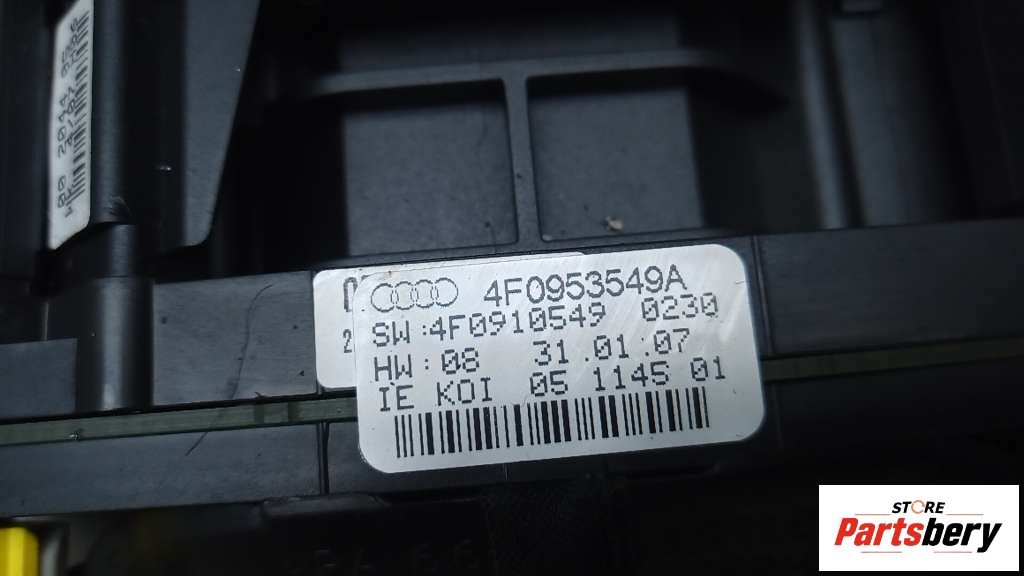 4F0953549A
SW:4F0910549 0230
HW:08 31.01.07
IE KOI 05 1145 01
STORE
Partsbery